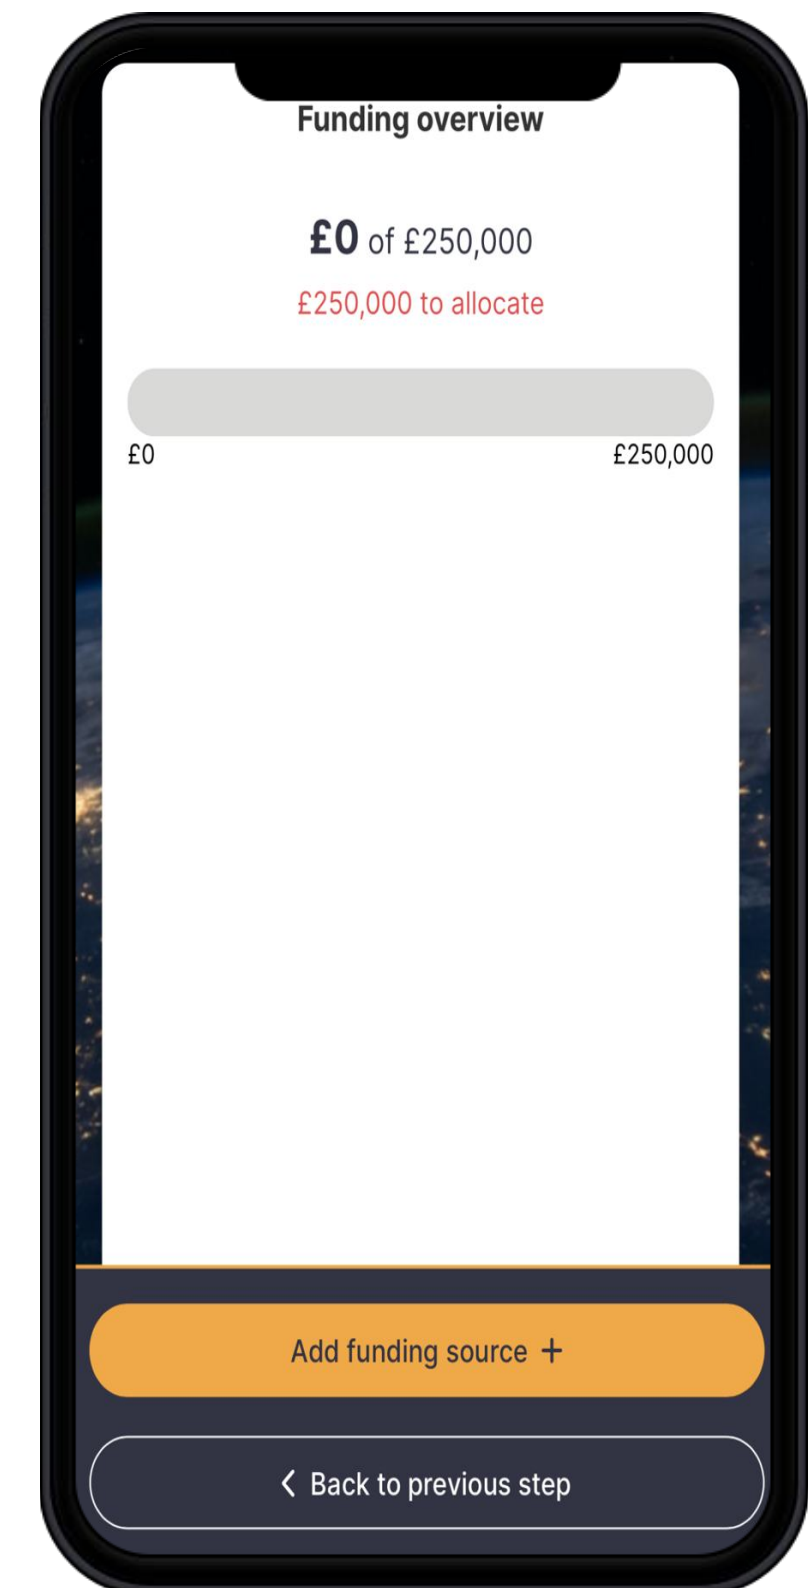 Funding overview
£0 of £250,000
£250,000 to allocate
£0 £250,000
Add funding source +
< Back to previous step